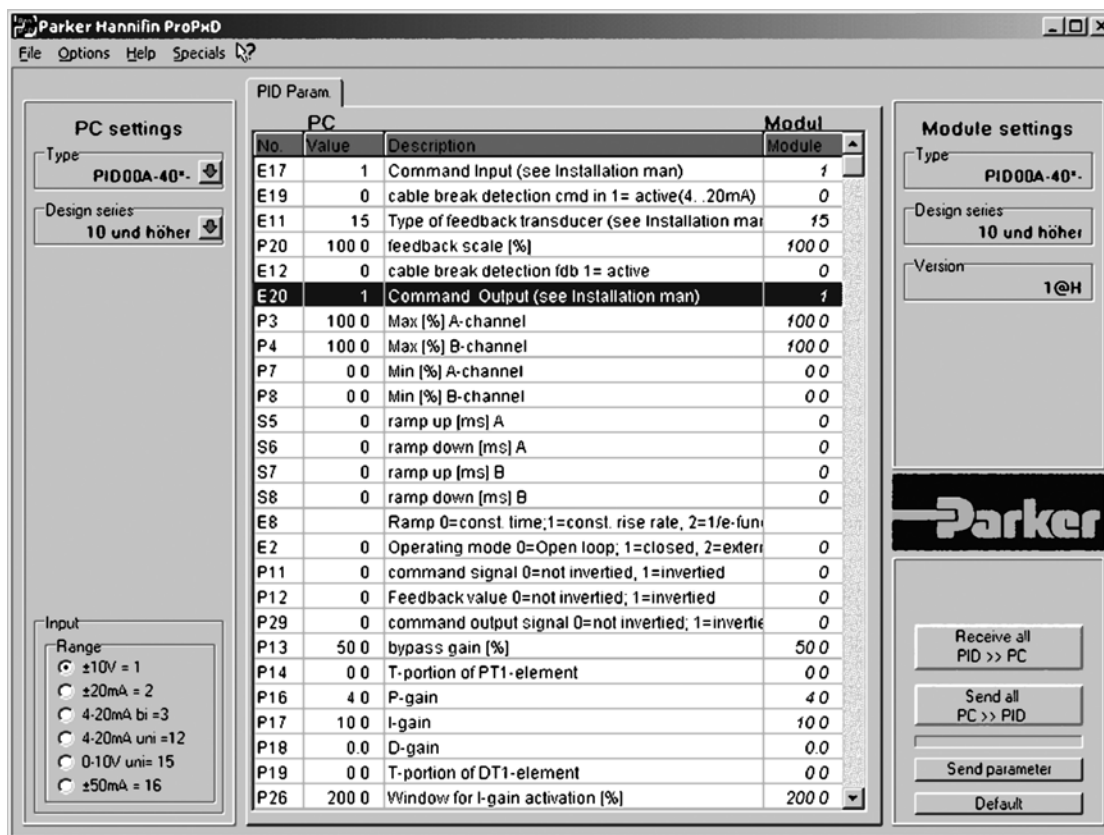 Parker Hannifin ProPxD
File Options Help Specials
PC settings
Type
PID00A-40*-
Design series
10 und höher
Input
Range
±10V = 1
±20mA = 2
4-20mA bi =3
4-20mA uni =12
0-10V uni= 15
±50mA = 16
PID Param.
PC Modul
No. Value Description Module
E17 1 Command Input (see Installation man) 1
E19 0 cable break detection cmd in 1= active(4. .20mA) 0
E11 15 Type of feedback transducer (see Installation man 15
P20 100 0 feedback scale [%] 100 0
E12 0 cable break detection fdb 1= active 0
E20 1 Command Output (see Installation man) 1
P3 100 0 Max [%] A-channel 100 0
P4 100 0 Max [%] B-channel 100 0
P7 0 0 Min [%] A-channel 0 0
P8 0 0 Min [%] B-channel 0 0
S5 0 ramp up [ms] A 0
S6 0 ramp down [ms] A 0
S7 0 ramp up [ms] B 0
S8 0 ramp down [ms] B 0
E8 Ramp 0=const. time;1=const. rise rate, 2=1/e-fun
E2 0 Operating mode 0=Open loop; 1=closed, 2=extern 0
P11 0 command signal 0=not invertied, 1=invertied 0
P12 0 Feedback value 0=not invertied; 1=invertied 0
P29 0 command output signal 0=not invertied; 1=invertie 0
P13 50 0 bypass gain [%] 50 0
P14 0 0 T-portion of PT1-element 0 0
P16 4 0 P-gain 4 0
P17 10 0 I-gain 10 0
P18 0.0 D-gain 0.0
P19 0 0 T-portion of DT1-element 0 0
P26 200 0 Window for I-gain activation [%] 200 0
Module settings
Type
PID00A-40*-
Design series
10 und höher
Version
1@H
Parker
Receive all
PID >> PC
Send all
PC >> PID
Send parameter
Default